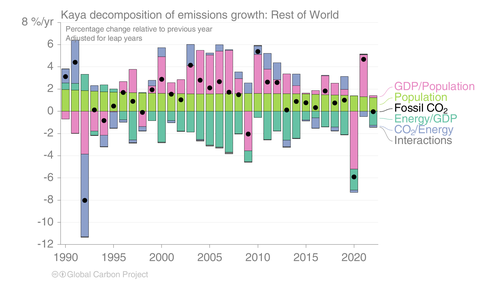 Kaya decomposition of emissions growth: Rest of World
8 %/yr
Percentage change relative to previous year
Adjusted for leap years
6
4
2
0
-2
-4
-6
-8
-10
-12
GDP/Population
Population
Fossil CO₂
Energy/GDP
CO₂/Energy
Interactions
1990 1995 2000 2005 2010 2015 2020
Global Carbon Project